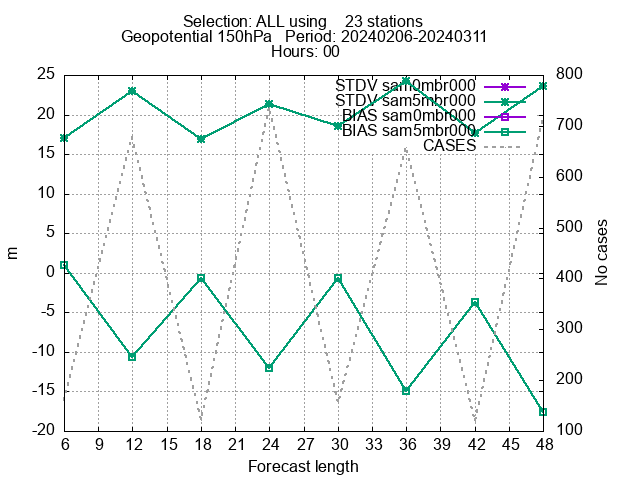 Selection: ALL using    23 stations
Geopotential 150hPa   Period: 20240206-20240311
Hours: 00
25
20
15
10
5
0
-5
-10
-15
-20
m
STDV sam0mbr000
STDV sam5mbr000
BIAS sam0mbr000
BIAS sam5mbr000
CASES
800
700
600
500
400
300
200
100
No cases
6 9 12 15 18 21 24 27 30 33 36 39 42 45 48
Forecast length